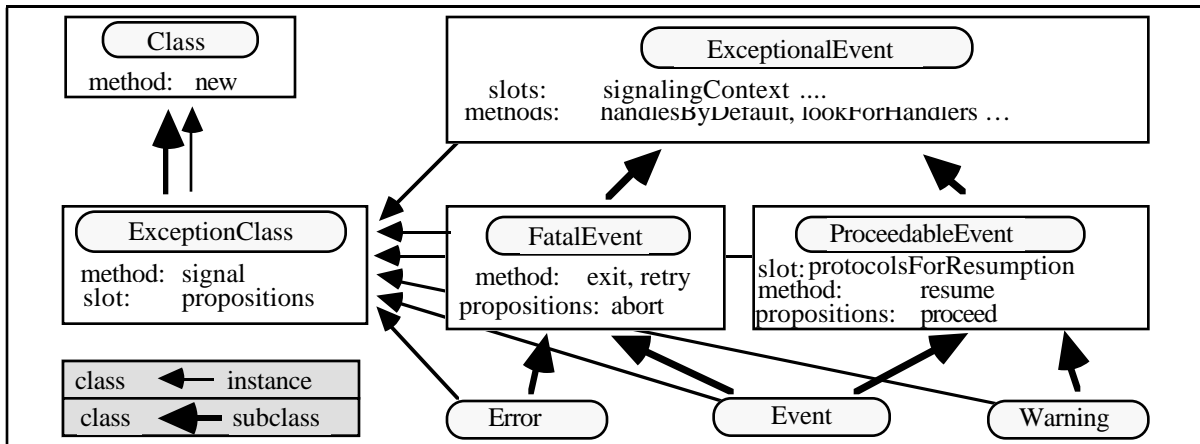 Class
method: new
ExceptionalEvent
slots: signalingContext ....
methods: handlesByDefault, lookForHandlers …
ExceptionClass
method: signal
slot: propositions
FatalEvent
method: exit, retry
propositions: abort
ProceedableEvent
slot: protocolsForResumption
method: resume
propositions: proceed
class instance
class subclass
Error
Event
Warning